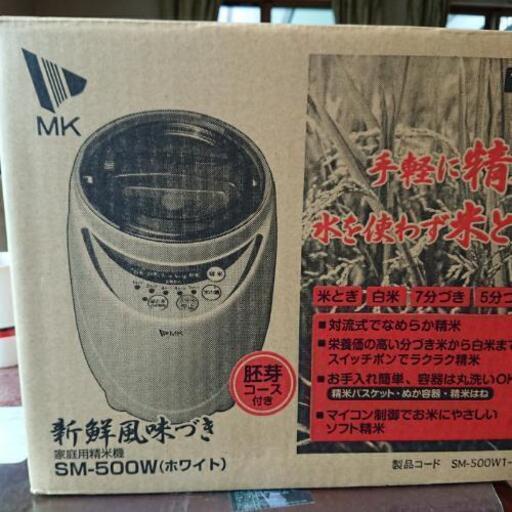 MK
MK
胚芽
コース
付き
新鮮風味づき
家庭用精米機
SM-500W(ホワイト)
手軽に精
水を使わず米と
米とぎ 白米 7分づき 5分づ
■対流式でなめらか精米
■栄養価の高い分づき米から白米まで
スイッチポンでラクラク精米
■お手入れ簡単、容器は丸洗いOK
精米バスケット・ぬか容器・精米はね
■マイコン制御でお米にやさしい
ソフト精米
製品コード SM-500W1-